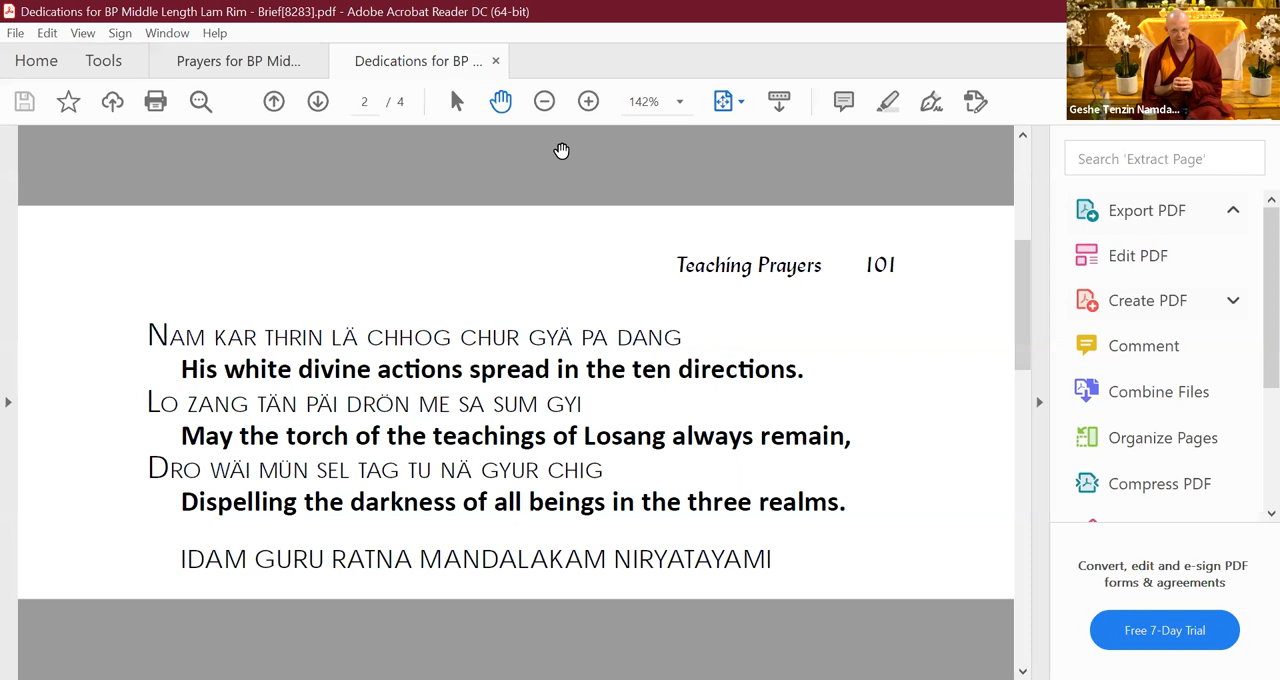 Dedications for BP Middle Length Lam Rim - Brief[8283].pdf - Adobe Acrobat Reader DC (64-bit)
File Edit View Sign Window Help
Home Tools Prayers for BP Mid... Dedications for BP ... ×
2 / 4 142%
Geshe Tenzin Namda...
Teaching Prayers 101
NAM KAR THRIN LÄ CHHOG CHUR GYÄ PA DANG
His white divine actions spread in the ten directions.
LO ZANG TÄN PÄI DRÖN ME SA SUM GYI
May the torch of the teachings of Losang always remain,
DRO WÄI MÜN SEL TAG TU NÄ GYUR CHIG
Dispelling the darkness of all beings in the three realms.
IDAM GURU RATNA MANDALAKAM NIRYATAYAMI
Search 'Extract Page'
Export PDF
Edit PDF
Create PDF
Comment
Combine Files
Organize Pages
Compress PDF
Convert, edit and e-sign PDF
forms & agreements
Free 7-Day Trial